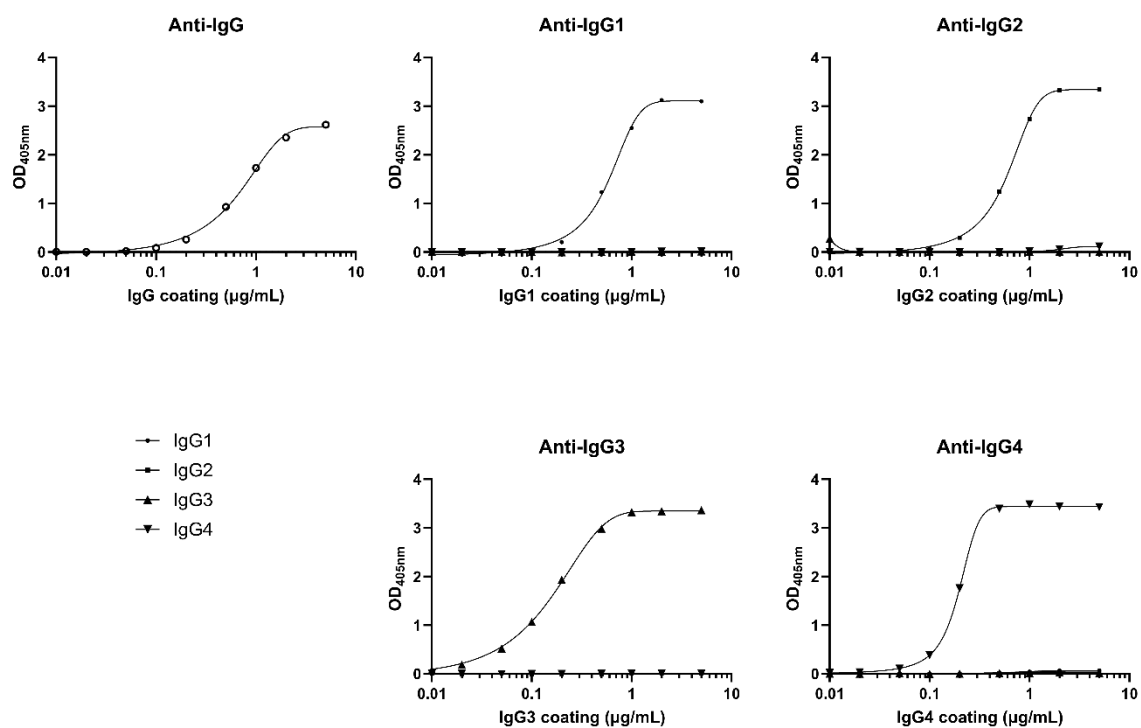 Anti-IgG
4
3
2
1
0
OD405nm
0.01 0.1 1 10
IgG coating (µg/mL)
Anti-IgG1
4
3
2
1
0
OD405nm
0.01 0.1 1 10
IgG1 coating (µg/mL)
Anti-IgG2
4
3
2
1
0
OD405nm
0.01 0.1 1 10
IgG2 coating (µg/mL)
IgG1
IgG2
IgG3
IgG4
Anti-IgG3
4
3
2
1
0
OD405nm
0.01 0.1 1 10
IgG3 coating (µg/mL)
Anti-IgG4
4
3
2
1
0
OD405nm
0.01 0.1 1 10
IgG4 coating (µg/mL)